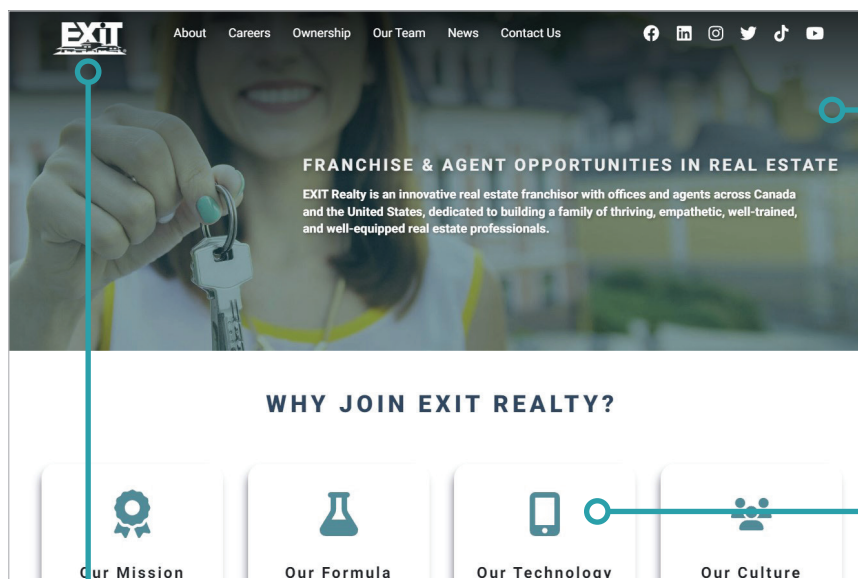 EXiT
About Careers Ownership Our Team News Contact Us
FRANCHISE & AGENT OPPORTUNITIES IN REAL ESTATE
EXIT Realty is an innovative real estate franchisor with offices and agents across Canada
and the United States, dedicated to building a family of thriving, empathetic, well-trained,
and well-equipped real estate professionals.
WHY JOIN EXIT REALTY?
Our Mission Our Formula Our Technology Our Culture